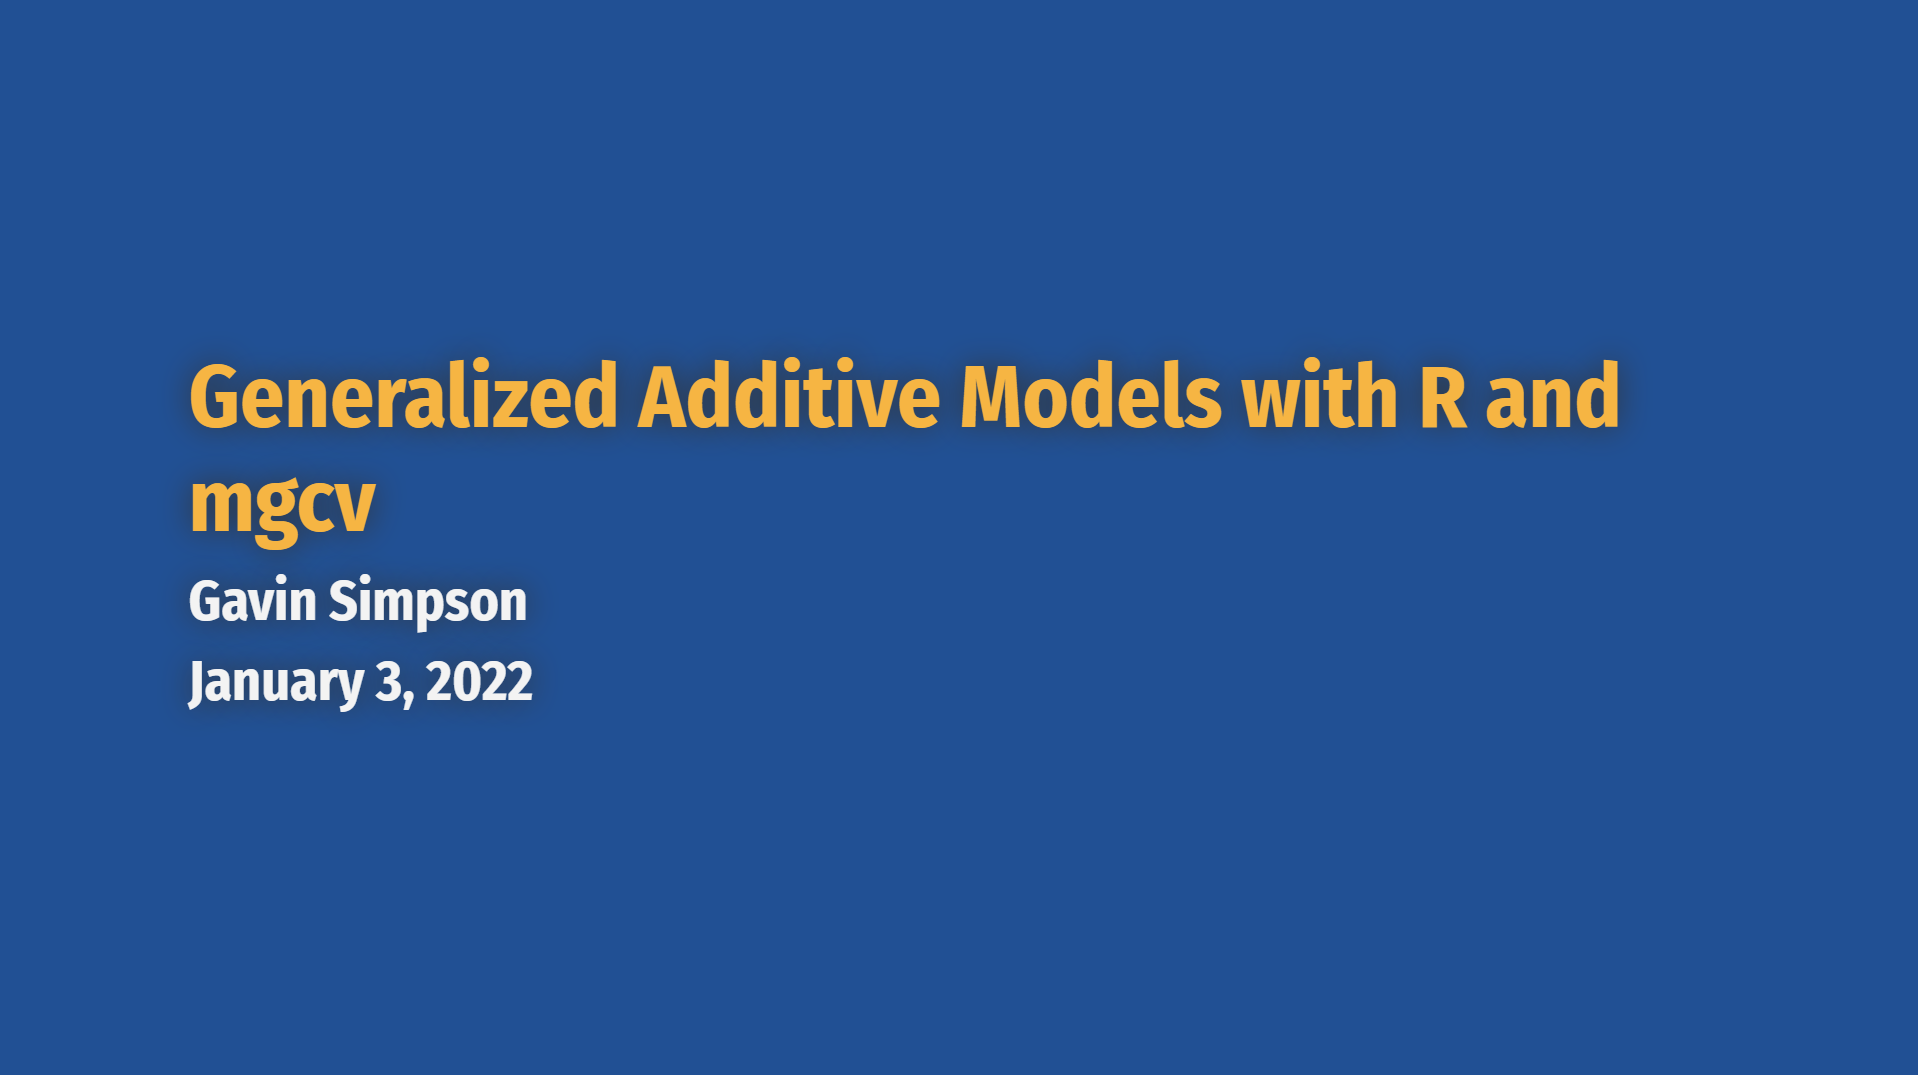 Generalized Additive Models with R and
mgcv
Gavin Simpson
January 3, 2022